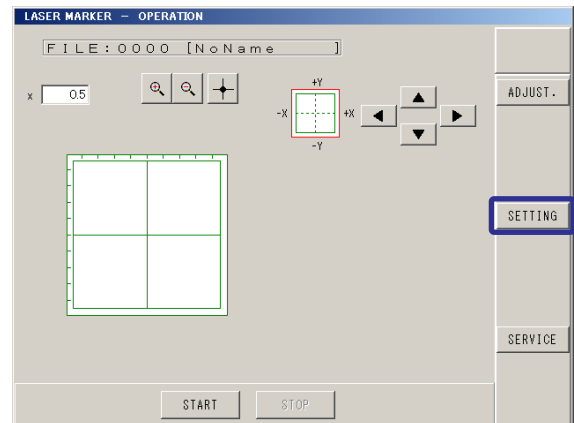 LASER MARKER – OPERATION
FILE:0000 [NoName ]
x 0.5
+Y
-X +X
-Y
ADJUST.
SETTING
SERVICE
START STOP